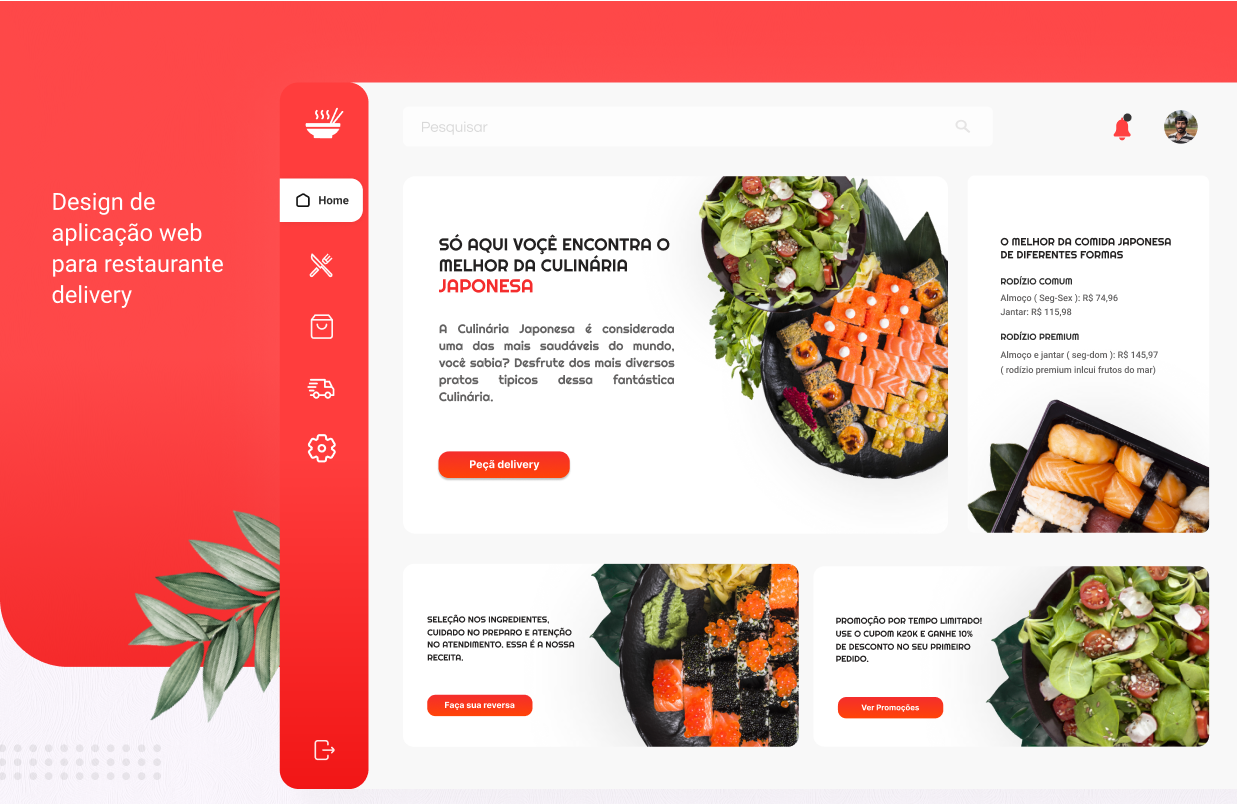 Design de
aplicação web
para restaurante
delivery
Home
Pesquisar
SÓ AQUI VOÇÊ ENCONTRA O
MELHOR DA CULINÁRIA
JAPONESA
A Culinária Japonesa é considerada
uma das mais saudáveis do mundo,
você sabia? Desfrute dos mais diversos
pratos tipicos dessa fantástica
Culinária.
Peçã delivery
O MELHOR DA COMIDA JAPONESA
DE DIFERENTES FORMAS
RODÍZIO COMUM
Almoço ( Seg-Sex ): R$ 74,96
Jantar: R$ 115,98
RODÍZIO PREMIUM
Almoço e jantar ( seg-dom ): R$ 145,97
( rodízio premium inlcui frutos do mar)
SELEÇÃO NOS INGREDIENTES,
CUIDADO NO PREPARO E ATENÇÃO
NO ATENDIMENTO. ESSA É A NOSSA
RECEITA.
Faça sua reversa
PROMOÇÃO POR TEMPO LIMITADO!
USE O CUPOM K20K E GANHE 10%
DE DESCONTO NO SEU PRIMEIRO
PEDIDO.
Ver Promoções